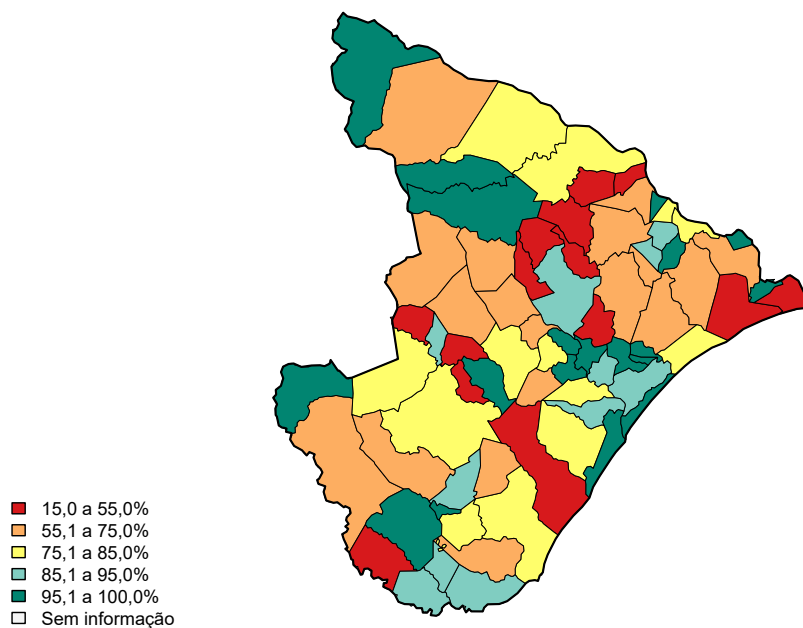 15,0 a 55,0%
55,1 a 75,0%
75,1 a 85,0%
85,1 a 95,0%
95,1 a 100,0%
Sem informação